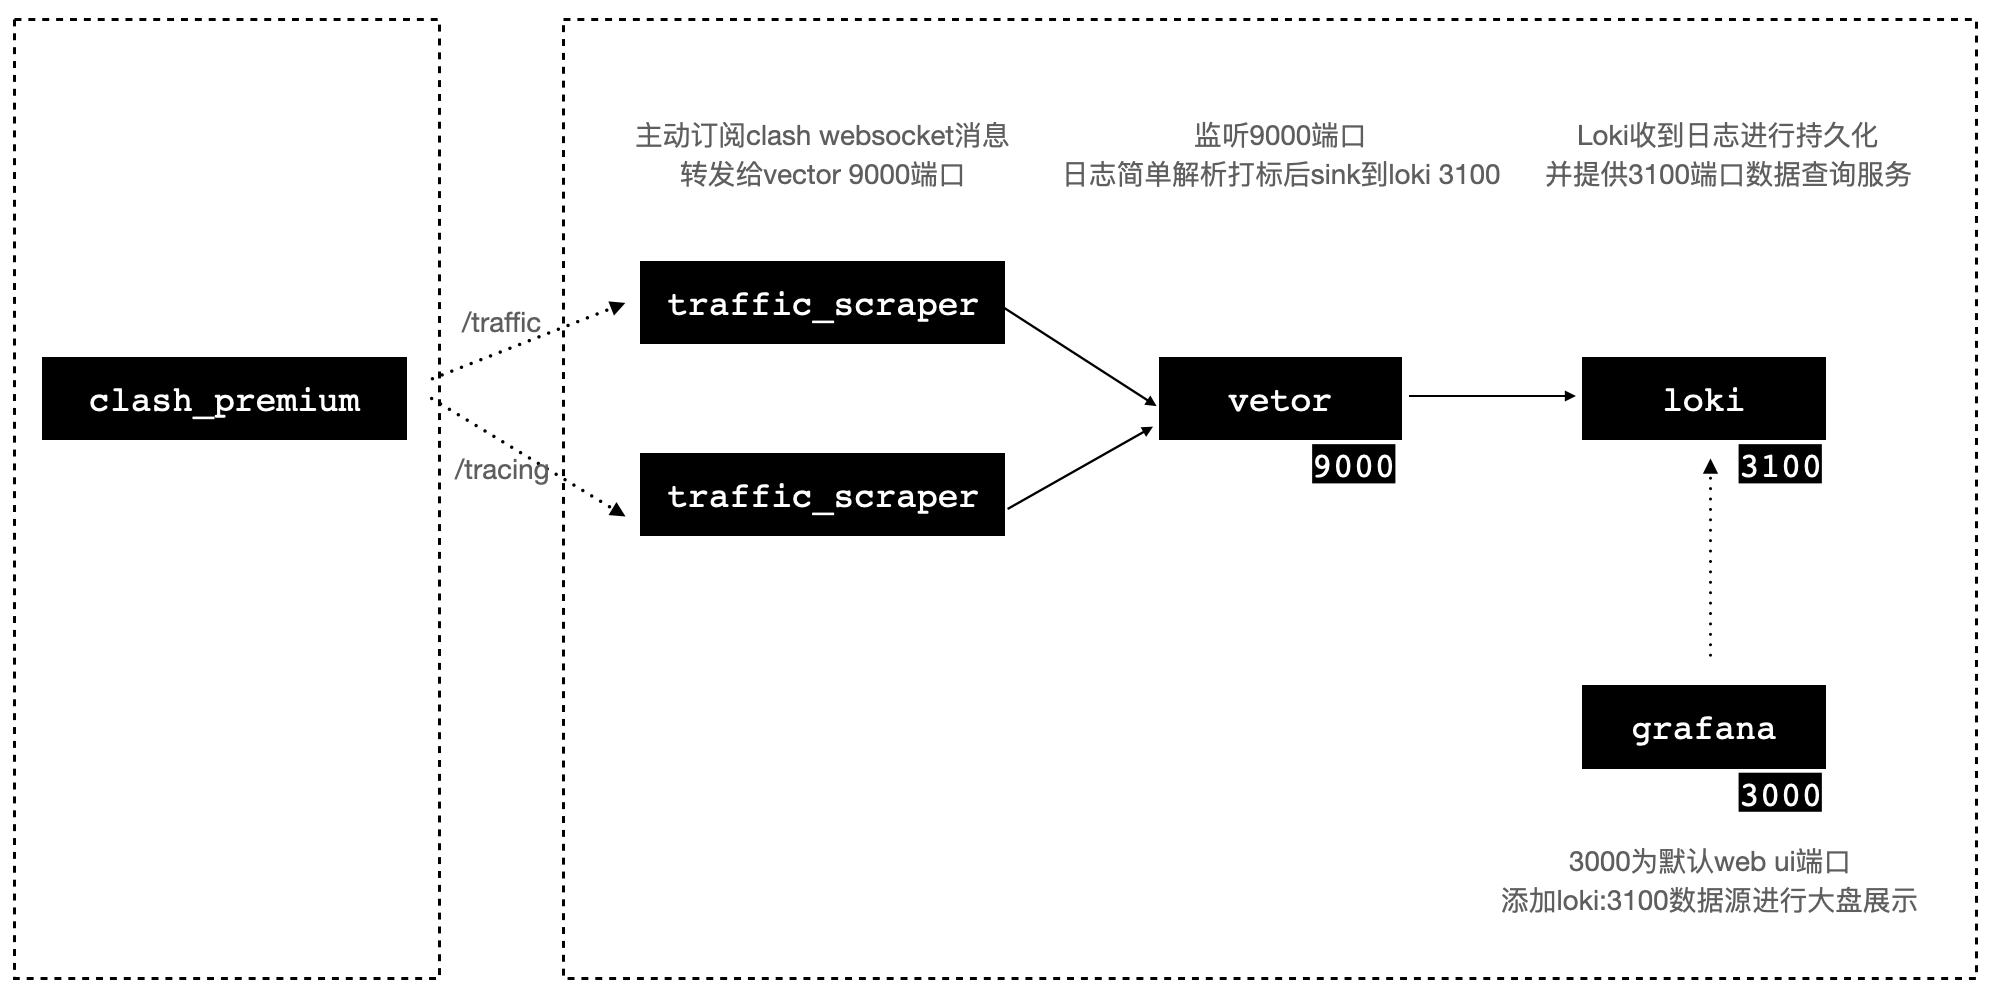 主动订阅clash websocket消息
转发给vector 9000端口
监听9000端口
日志简单解析打标后sink到loki 3100
Loki收到日志进行持久化
并提供3100端口数据查询服务
/traffic
traffic_scraper
clash_premium
/tracing
traffic_scraper
vetor
9000
loki
3100
grafana
3000
3000为默认web ui端口
添加loki:3100数据源进行大盘展示